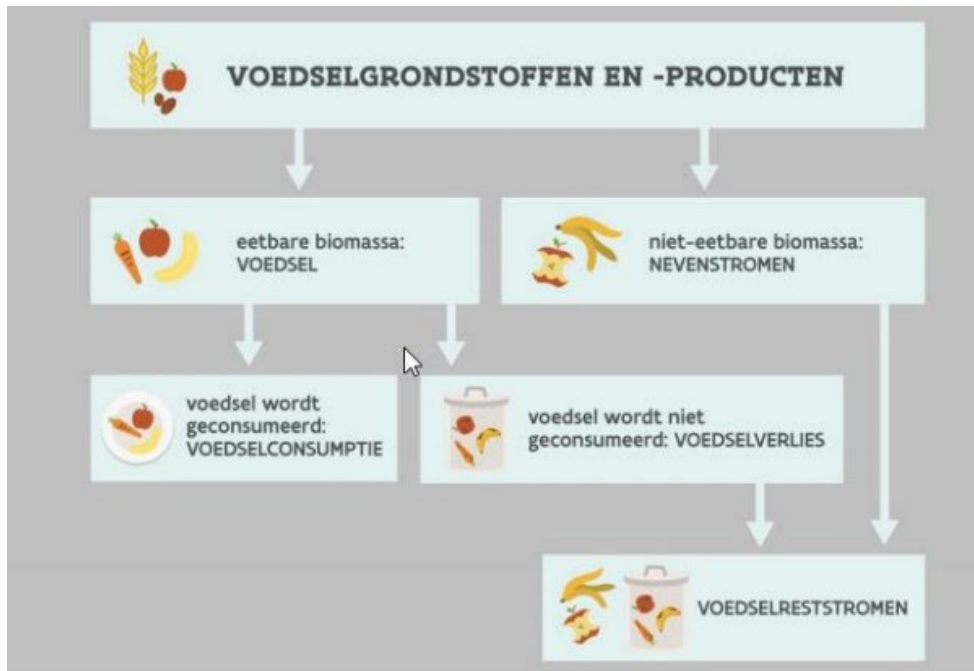 VOEDSELGRONDSTOFFEN EN -PRODUCTEN
eetbare biomassa:
VOEDSEL
niet-eetbare biomassa:
NEVENSTROMEN
voedsel wordt
geconsumeerd:
VOEDSELCONSUMPTIE
voedsel wordt niet
geconsumeerd: VOEDSELVERLIES
VOEDSELRESTSTROMEN